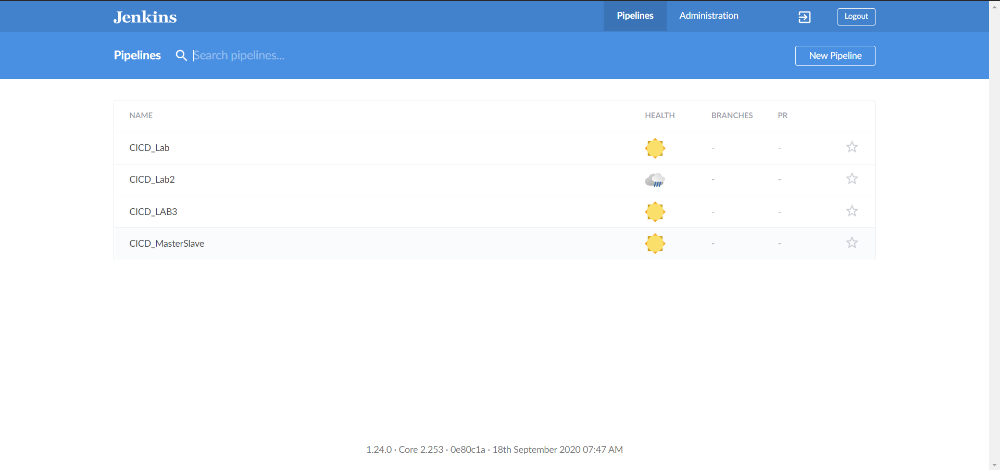 Jenkins Pipelines Administration Logout
Pipelines Search pipelines... New Pipeline
NAME HEALTH BRANCHES PR
CICD_Lab - -
CICD_Lab2 - -
CICD_LAB3 - -
CICD_MasterSlave - -
1.24.0 · Core 2.253 · 0e80c1a · 18th September 2020 07:47 AM